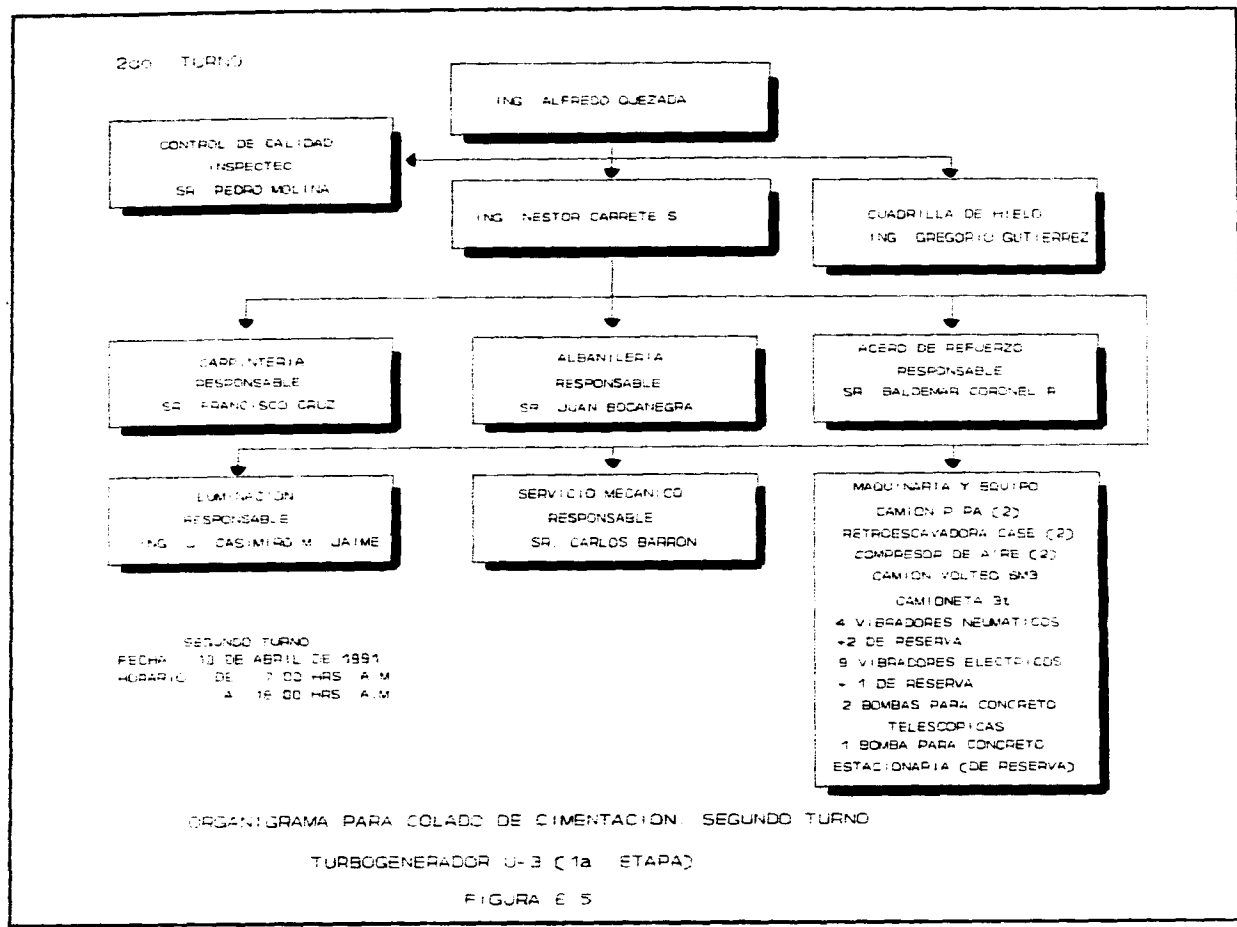 2do TURNO
ING ALFREDO QUEZADA
CONTROL DE CALIDAD
INSPECTEC
SR PEDRO MOLINA
ING NESTOR CARRETE S
CUADRILLA DE HIELO
ING GREGORIO GUTIERREZ
CARPINTERIA
RESPONSABLE
SR FRANCISCO CRUZ
ALBANILERIA
RESPONSABLE
SR JUAN BOCANEGRA
ACERO DE REFUERZO
RESPONSABLE
SR BALDEMAR CORONEL R
ILUMINACION
RESPONSABLE
ING J. CASIMIRO M. JAIME
SERVICIO MECANICO
RESPONSABLE
SR. CARLOS BARRON
MAQUINARIA Y EQUIPO
CAMION PIPA (2)
RETROESCAVADORA CASE (2)
COMPRESOR DE AIRE (2)
CAMION VOLTEO 6M3
CAMIONETA 3t
4 VIBRADORES NEUMATICOS
+2 DE RESERVA
9 VIBRADORES ELECTRICOS
+ 1 DE RESERVA
2 BOMBAS PARA CONCRETO
TELESCOPICAS
1 BOMBA PARA CONCRETO
ESTACIONARIA (DE RESERVA)
SEGUNDO TURNO
FECHA DE ABRIL DE 1991
HORARIO DE 7 00 HRS A.M
A 00 HRS A.M
ORGANIGRAMA PARA COLADO DE CIMENTACION. SEGUNDO TURNO
TURBOGENERADOR U-3 (1a ETAPA)
FIGURA 5